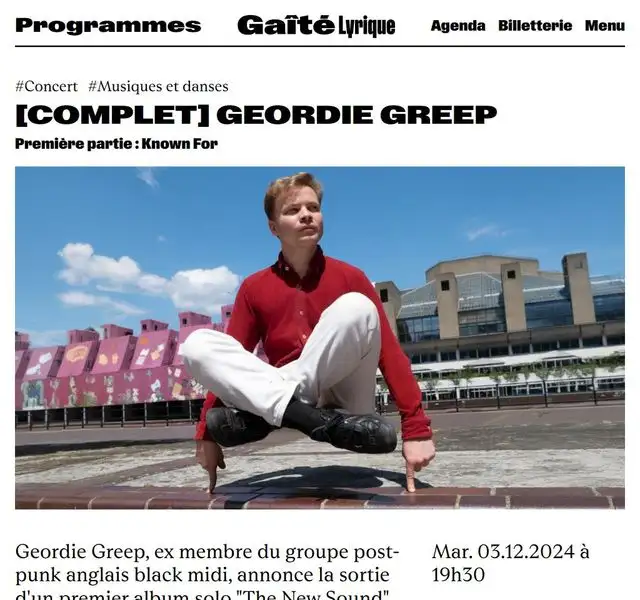 Programmes Gaîté Lyrique Agenda Billetterie Menu
#Concert #Musiques et danses
[COMPLET] GEORDIE GREEP
Première partie : Known For
Geordie Greep, ex membre du groupe post-
punk anglais black midi, annonce la sortie
d'un premier album solo "The New Sound"
Mar. 03.12.2024 à
19h30